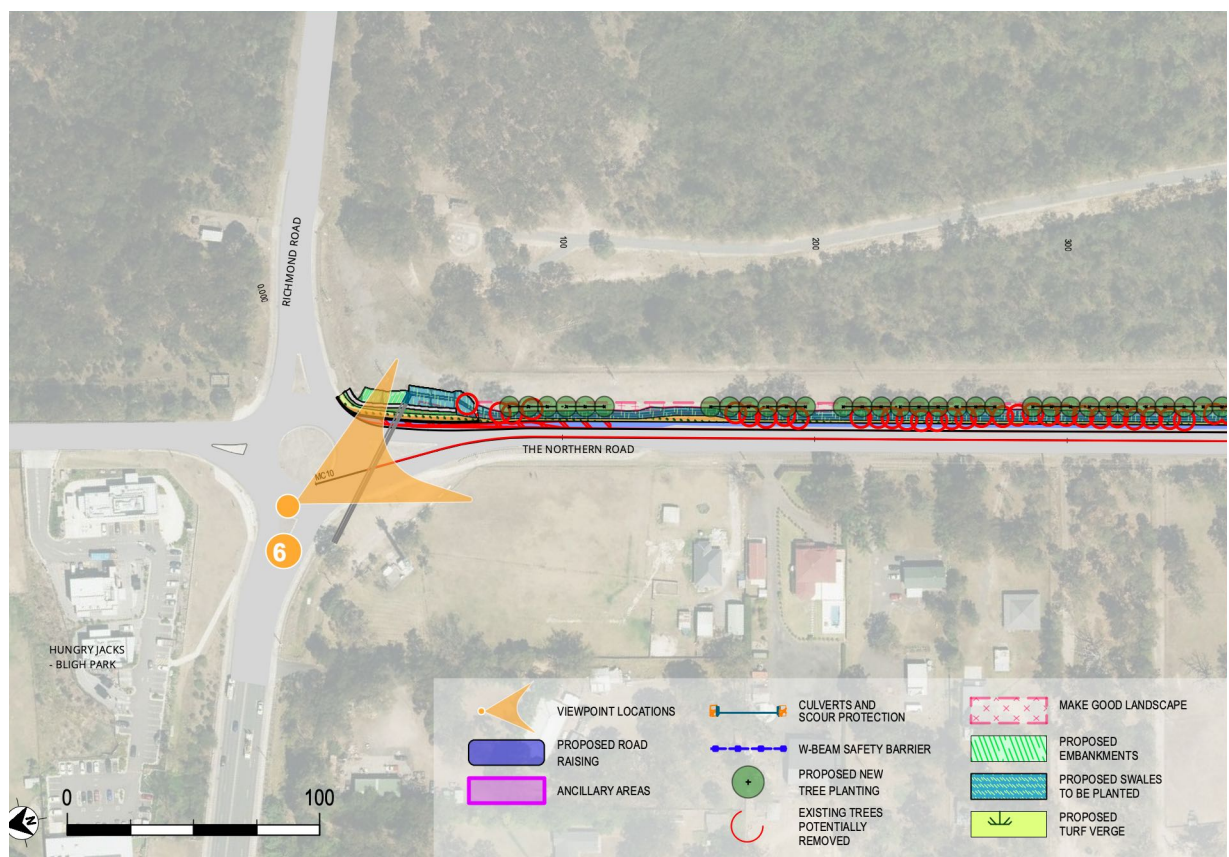 RICHMOND ROAD
0.000
100
200
300
THE NORTHERN ROAD
MC10
6
HUNGRY JACKS
- BLIGH PARK
N
0
100
VIEWPOINT LOCATIONS
PROPOSED ROAD
RAISING
ANCILLARY AREAS
CULVERTS AND
SCOUR PROTECTION
W-BEAM SAFETY BARRIER
PROPOSED NEW
TREE PLANTING
EXISTING TREES
POTENTIALLY
REMOVED
MAKE GOOD LANDSCAPE
PROPOSED
EMBANKMENTS
PROPOSED SWALES
TO BE PLANTED
PROPOSED
TURF VERGE